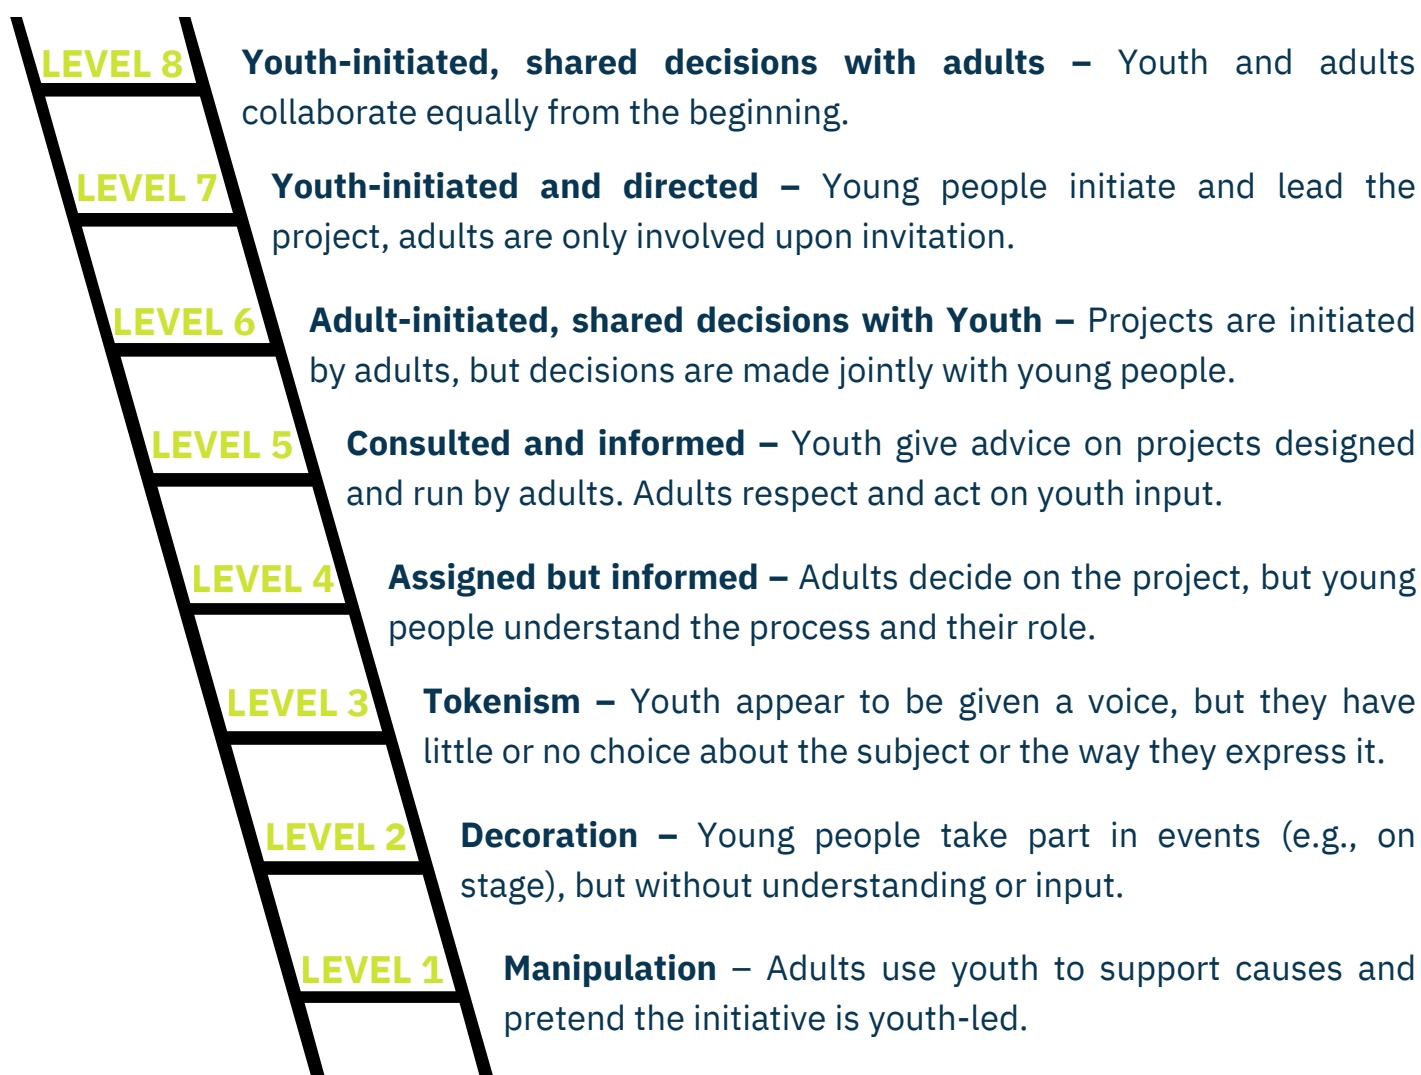 LEVEL 8
Youth-initiated, shared decisions with adults – Youth and adults
collaborate equally from the beginning.
LEVEL 7
Youth-initiated and directed – Young people initiate and lead the
project, adults are only involved upon invitation.
LEVEL 6
Adult-initiated, shared decisions with Youth – Projects are initiated
by adults, but decisions are made jointly with young people.
LEVEL 5
Consulted and informed – Youth give advice on projects designed
and run by adults. Adults respect and act on youth input.
LEVEL 4
Assigned but informed – Adults decide on the project, but young
people understand the process and their role.
LEVEL 3
Tokenism – Youth appear to be given a voice, but they have
little or no choice about the subject or the way they express it.
LEVEL 2
Decoration – Young people take part in events (e.g., on
stage), but without understanding or input.
LEVEL 1
Manipulation – Adults use youth to support causes and
pretend the initiative is youth-led.